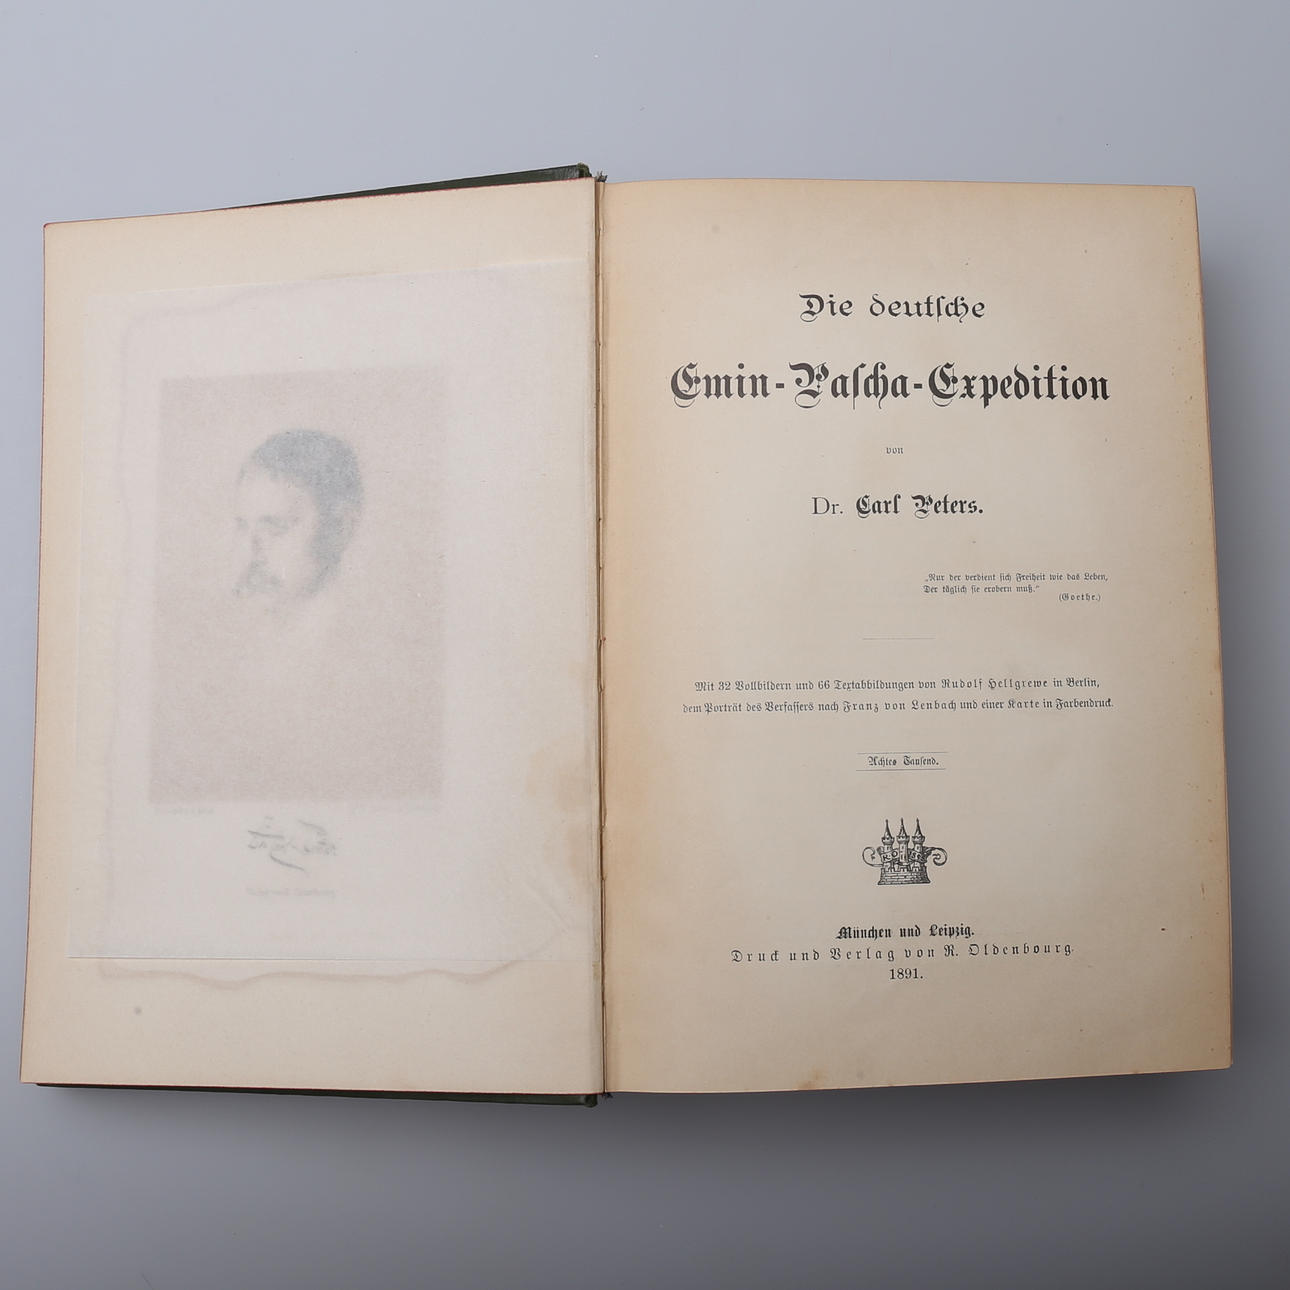 Die deutſche
Emin-Paſcha-Expedition
von
Dr. Carl Peters.
„Nur der verdient ſich Freiheit wie das Leben,
Der täglich ſie erobern muß.“
(Goethe.)
Mit 32 Vollbildern und 66 Textabbildungen von Rudolf Hellgrewe in Berlin,
dem Porträt des Verfaſſers nach Franz von Lenbach und einer Karte in Farbendruck.
Achtes Tauſend.
München und Leipzig.
Druck und Verlag von R. Oldenbourg.
1891.